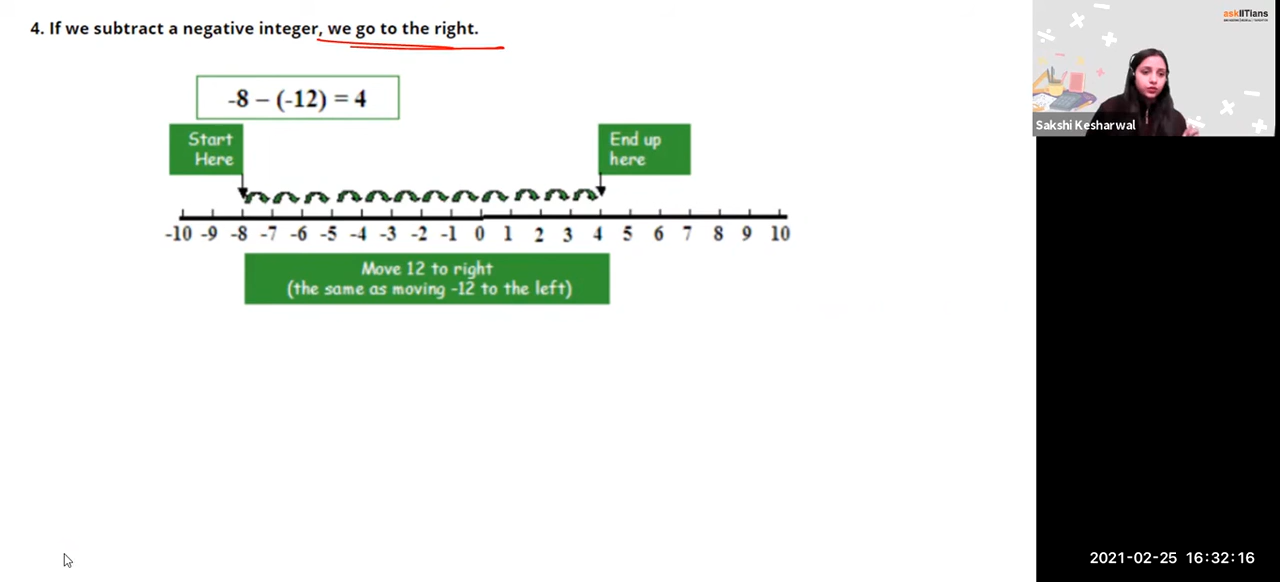 4. If we subtract a negative integer, we go to the right.
askIITians
Sakshi Kesharwal
-8 – (-12) = 4
Start
Here
End up
here
-10 -9 -8 -7 -6 -5 -4 -3 -2 -1 0 1 2 3 4 5 6 7 8 9 10
Move 12 to right
(the same as moving -12 to the left)
2021-02-25 16:32:16